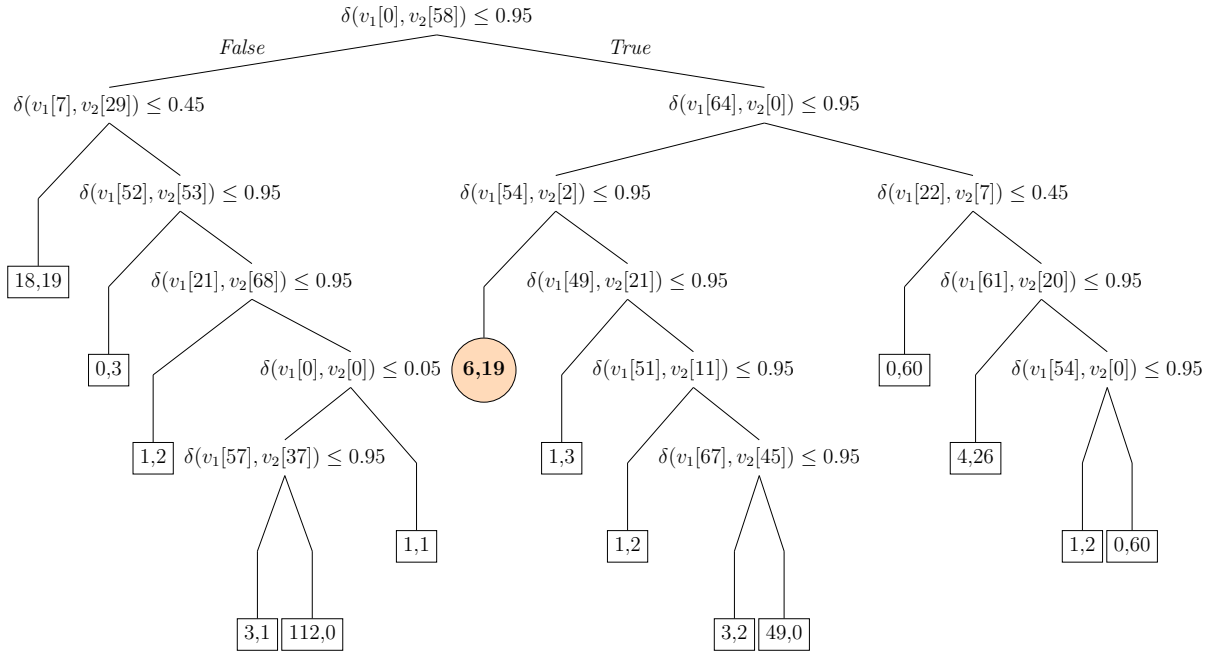 δ(v₁[0], v₂[58]) ≤ 0.95
False
True
δ(v₁[7], v₂[29]) ≤ 0.45
δ(v₁[64], v₂[0]) ≤ 0.95
δ(v₁[52], v₂[53]) ≤ 0.95
δ(v₁[54], v₂[2]) ≤ 0.95
δ(v₁[22], v₂[7]) ≤ 0.45
18,19
δ(v₁[21], v₂[68]) ≤ 0.95
δ(v₁[49], v₂[21]) ≤ 0.95
δ(v₁[61], v₂[20]) ≤ 0.95
0,3
δ(v₁[0], v₂[0]) ≤ 0.05
6,19
δ(v₁[51], v₂[11]) ≤ 0.95
0,60
δ(v₁[54], v₂[0]) ≤ 0.95
1,2
δ(v₁[57], v₂[37]) ≤ 0.95
1,3
δ(v₁[67], v₂[45]) ≤ 0.95
4,26
1,1
1,2
1,2
0,60
3,1
112,0
3,2
49,0